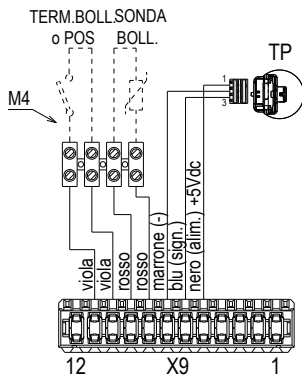 TERM.BOLL.
o POS
SONDA
BOLL.
TP
1
3
M4
viola
viola
rosso
rosso
marrone (-)
blu (sign.)
nero (alim.) +5Vdc
12
X9
1